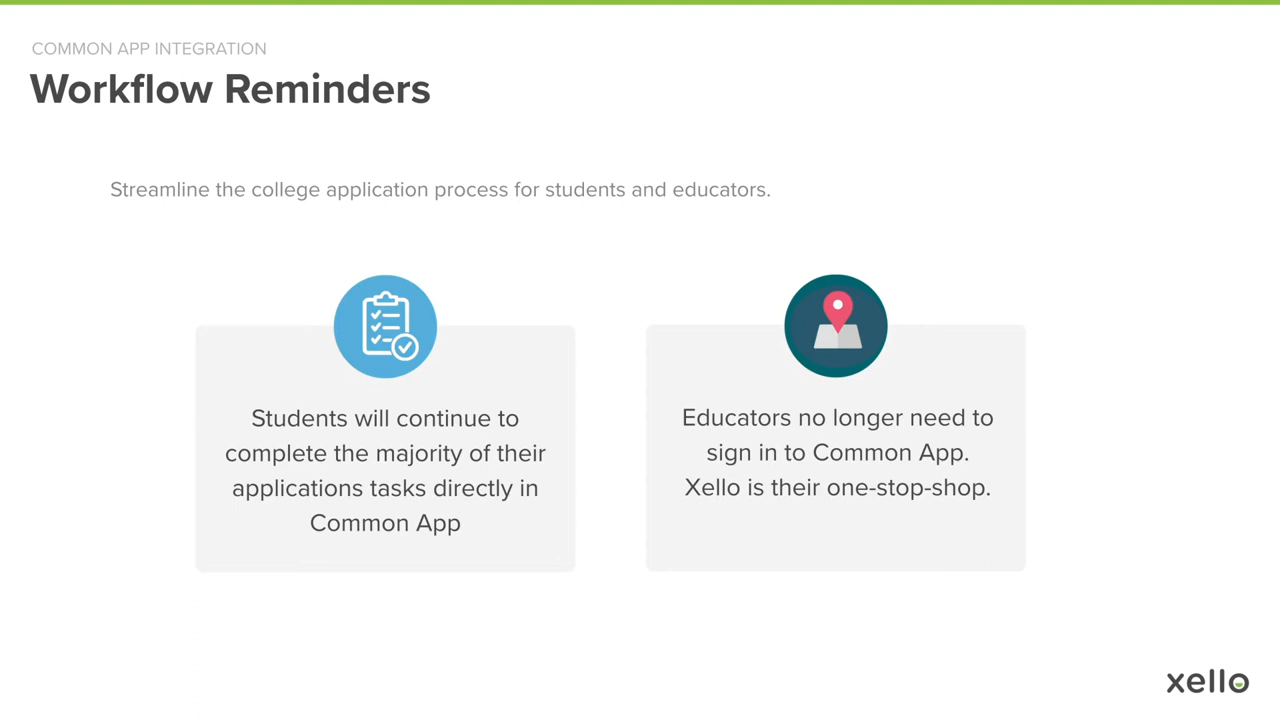 COMMON APP INTEGRATION
Workflow Reminders
Streamline the college application process for students and educators.
Students will continue to
complete the majority of their
applications tasks directly in
Common App
Educators no longer need to
sign in to Common App.
Xello is their one-stop-shop.
xello